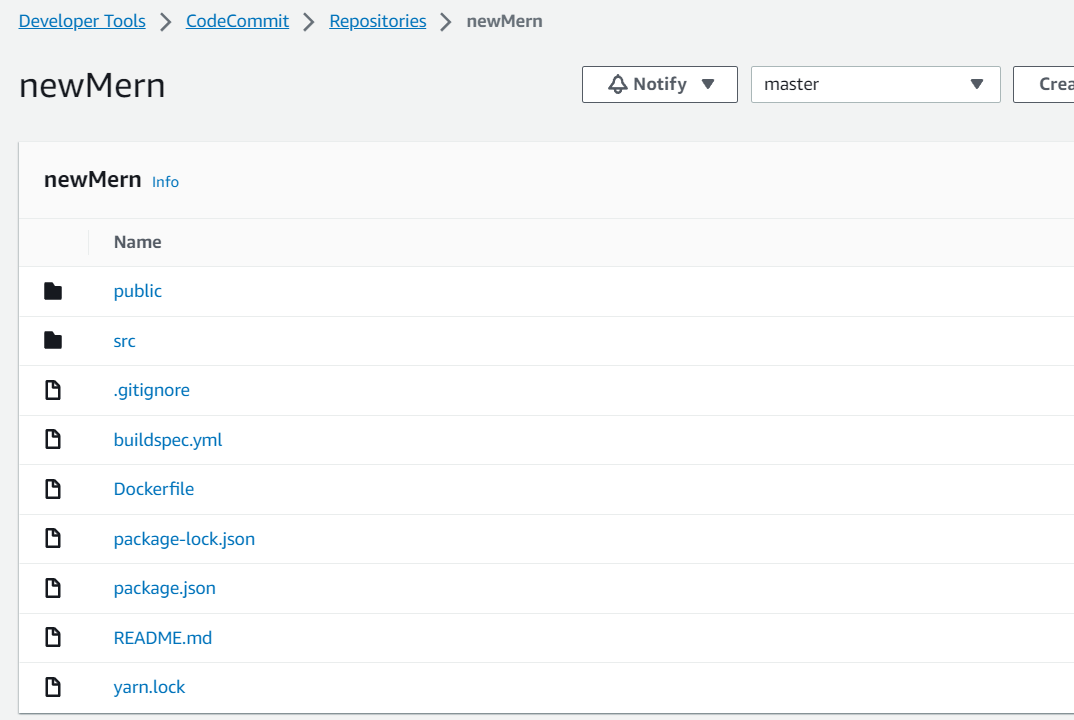 Developer Tools > CodeCommit > Repositories > newMern
newMern
Notify ▼
master ▼
Crea
newMern Info
Name
public
src
.gitignore
buildspec.yml
Dockerfile
package-lock.json
package.json
README.md
yarn.lock